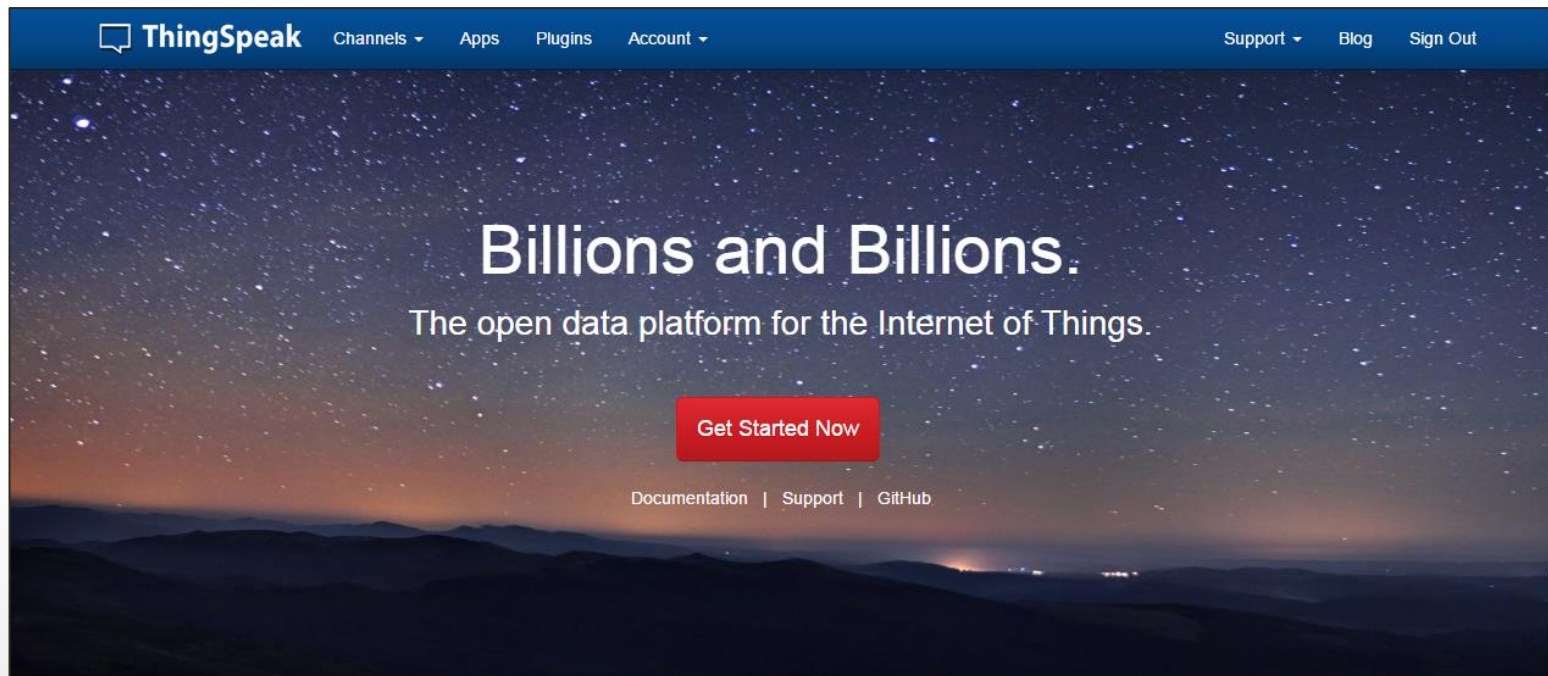 ThingSpeak Channels Apps Plugins Account Support Blog Sign Out
Billions and Billions.
The open data platform for the Internet of Things.
Get Started Now
Documentation | Support | GitHub